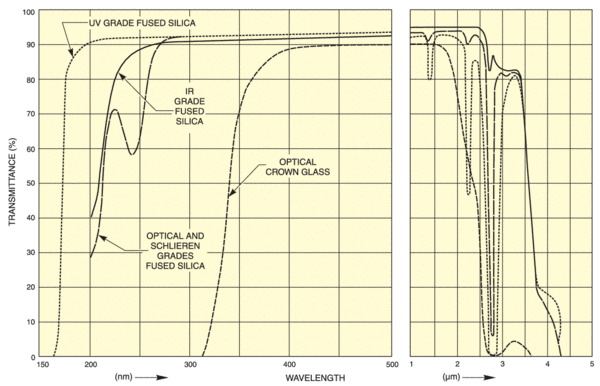 TRANSMITTANCE (%)
100
90
80
70
60
50
40
30
20
10
0
UV GRADE FUSED SILICA
IR
GRADE
FUSED
SILICA
OPTICAL
CROWN GLASS
OPTICAL AND
SCHLIEREN
GRADES
FUSED SILICA
150 200 250 300 400 500 1 2 3 4 5
(nm) WAVELENGTH (μm)